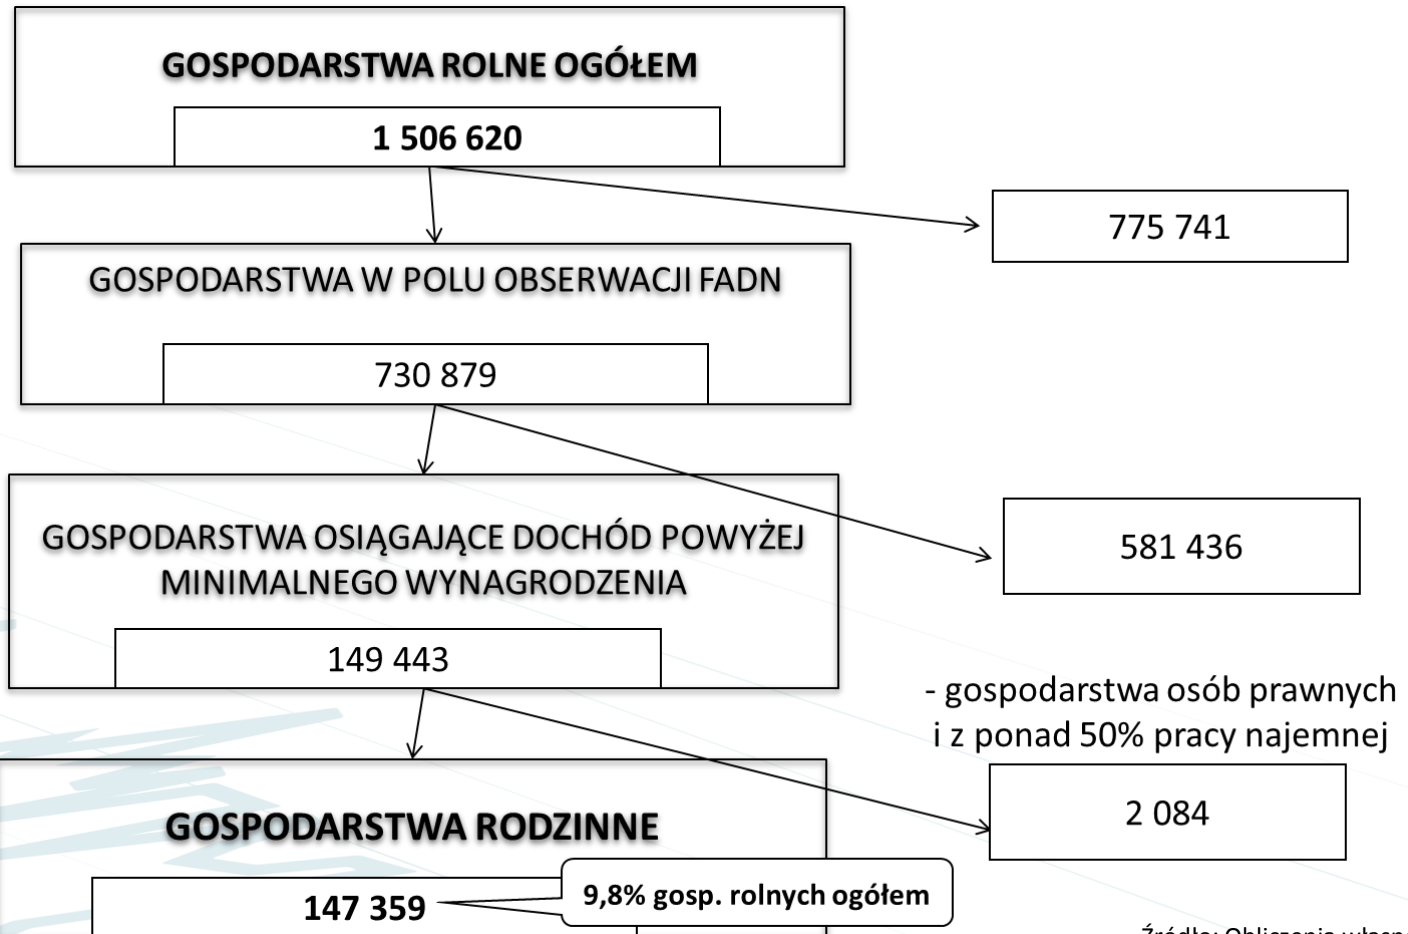 GOSPODARSTWA ROLNE OGÓŁEM
1 506 620
775 741
GOSPODARSTWA W POLU OBSERWACJI FADN
730 879
GOSPODARSTWA OSIĄGAJĄCE DOCHÓD POWYŻEJ
MINIMALNEGO WYNAGRODZENIA
149 443
581 436
- gospodarstwa osób prawnych
i z ponad 50% pracy najemnej
2 084
GOSPODARSTWA RODZINNE
147 359
9,8% gosp. rolnych ogółem
Źródło: Obliczenia